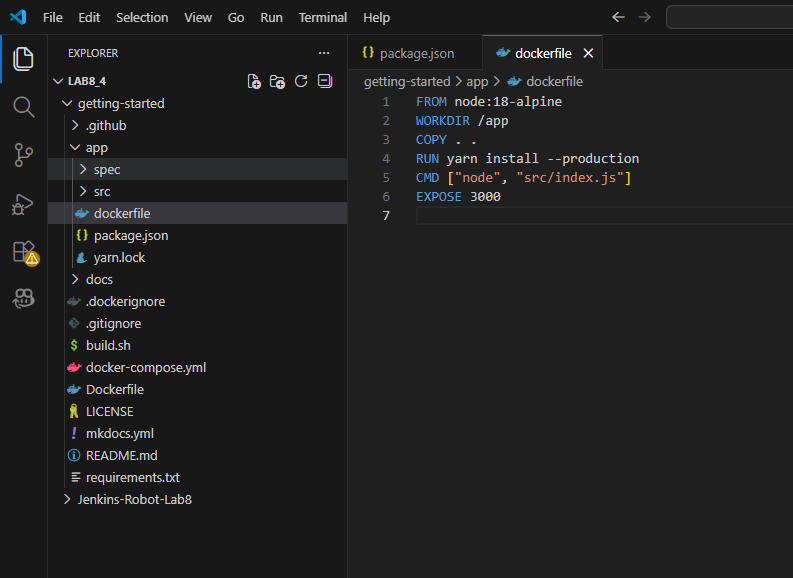 File Edit Selection View Go Run Terminal Help
EXPLORER
LAB8_4
getting-started
.github
app
spec
src
dockerfile
package.json
yarn.lock
docs
.dockerignore
.gitignore
build.sh
docker-compose.yml
Dockerfile
LICENSE
mkdocs.yml
README.md
requirements.txt
Jenkins-Robot-Lab8
package.json dockerfile
getting-started > app > dockerfile
1 FROM node:18-alpine
2 WORKDIR /app
3 COPY . .
4 RUN yarn install --production
5 CMD ["node", "src/index.js"]
6 EXPOSE 3000
7